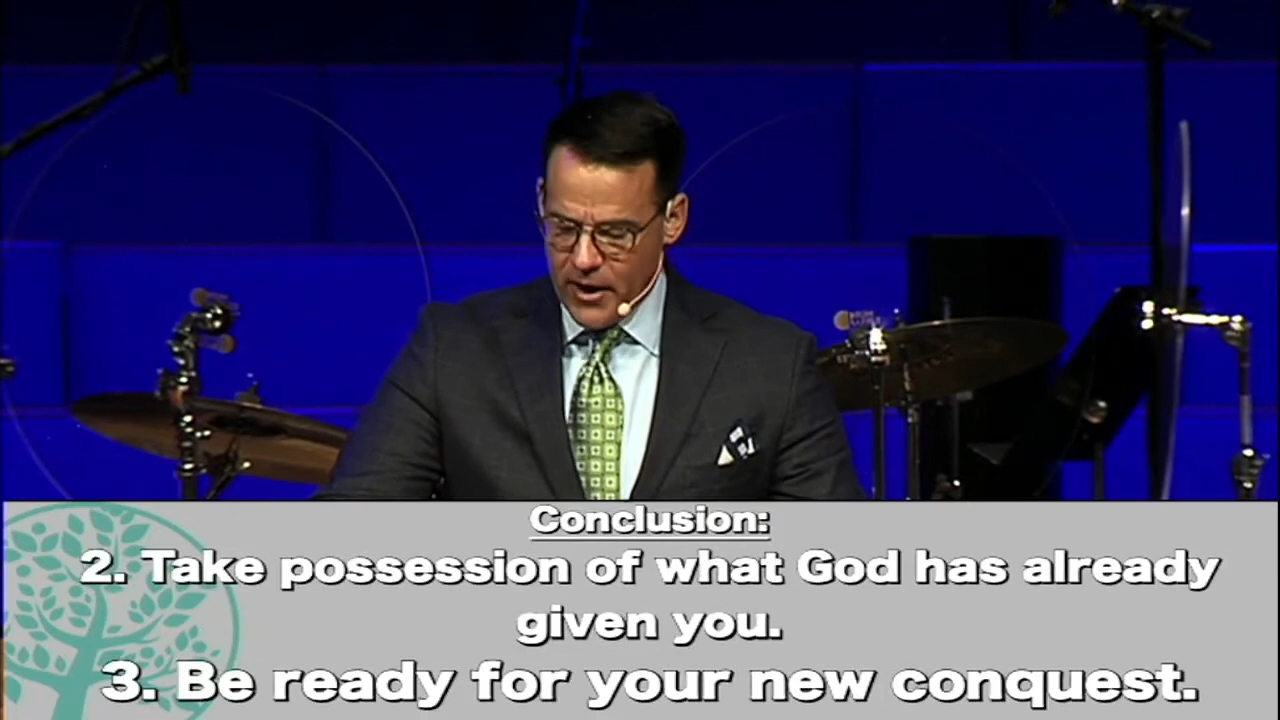 Conclusion:
2. Take possession of what God has already
given you.
3. Be ready for your new conquest.